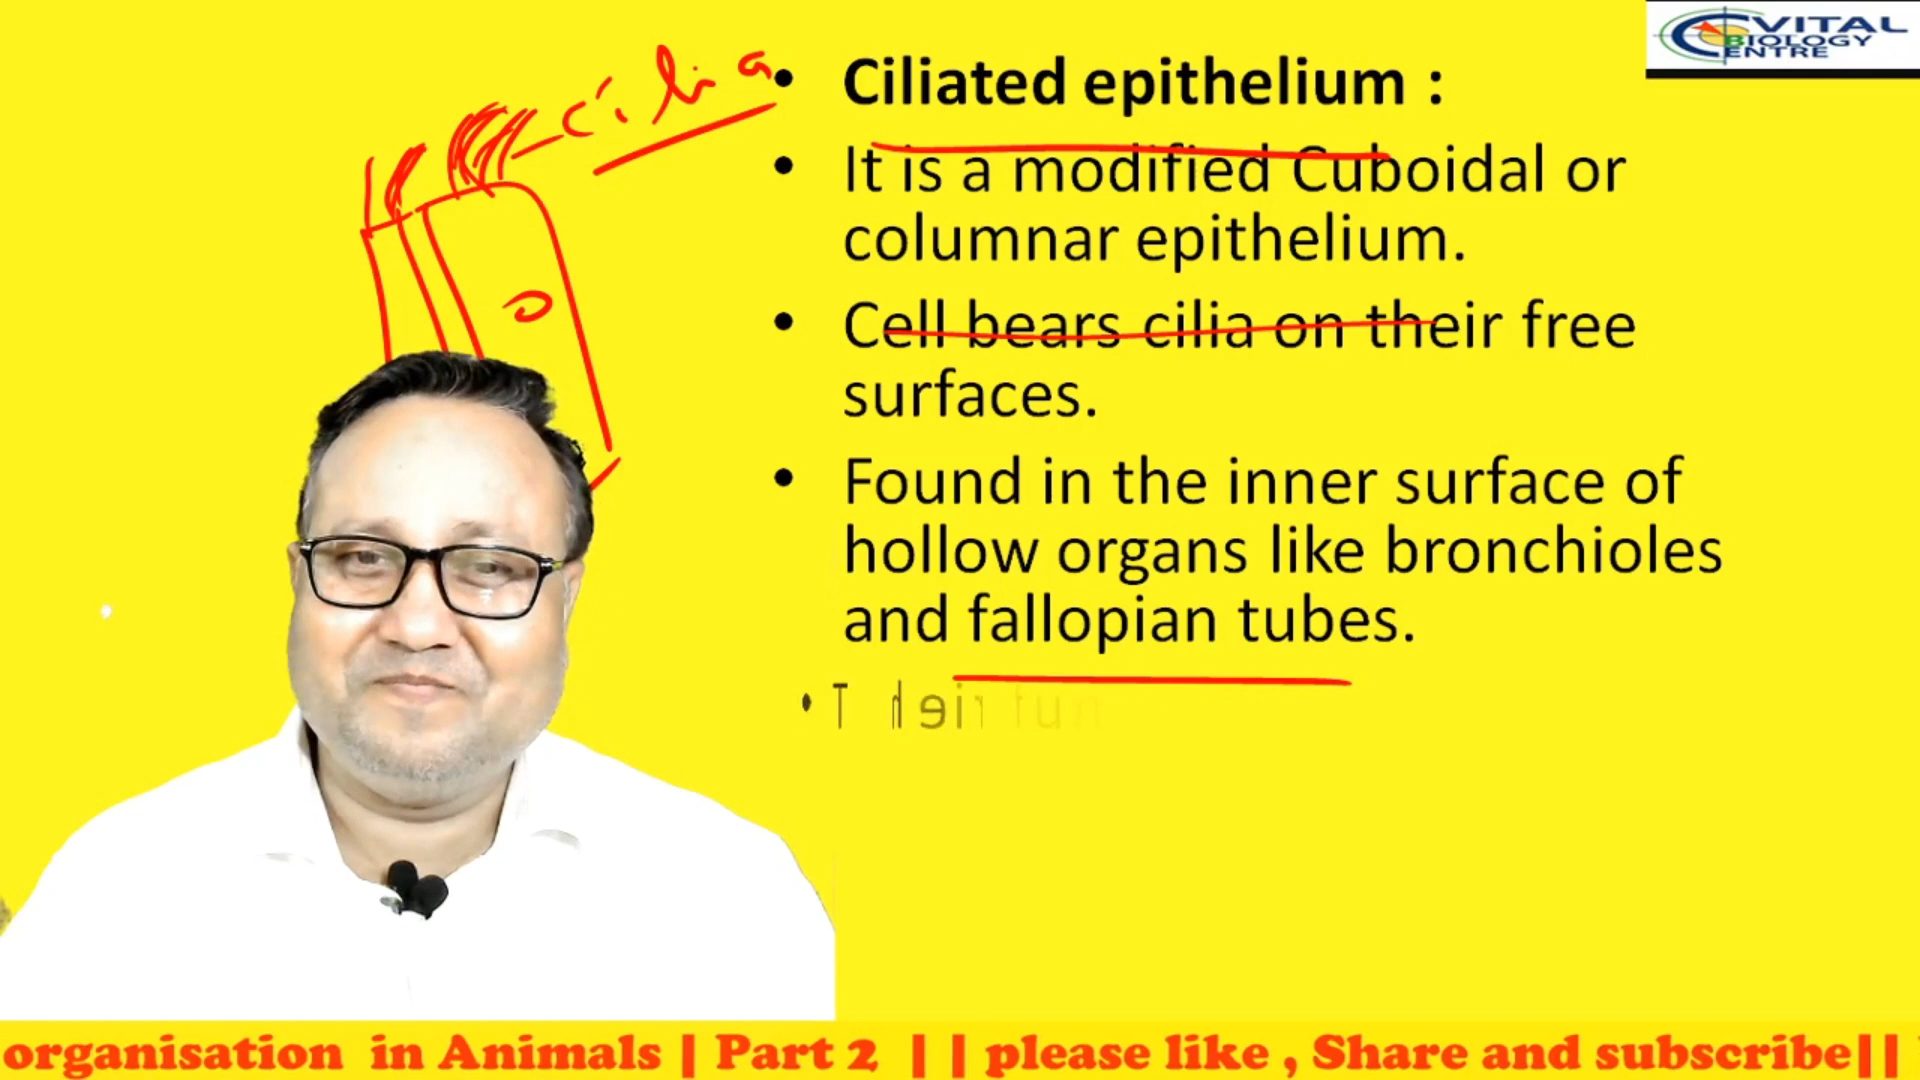 VITAL
BIOLOGY
CENTRE
cilia
• Ciliated epithelium :
• It is a modified Cuboidal or
columnar epithelium.
• Cell bears cilia on their free
surfaces.
• Found in the inner surface of
hollow organs like bronchioles
and fallopian tubes.
• Their fun
organisation in Animals | Part 2 || please like , Share and subscribe||